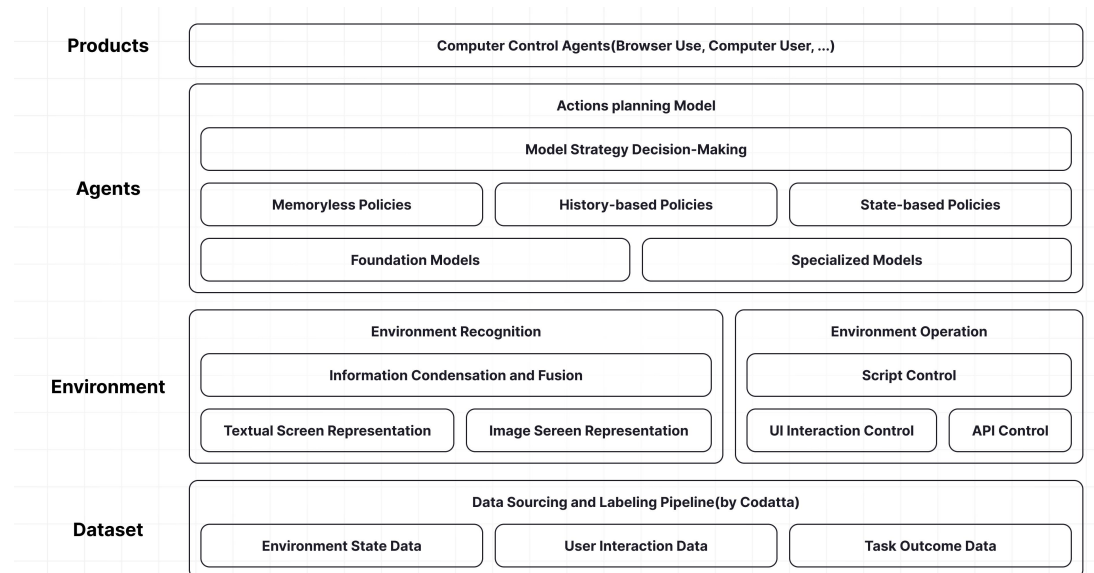 Products
Computer Control Agents(Browser Use, Computer User, ...)
Agents
Actions planning Model
Model Strategy Decision-Making
Memoryless Policies
History-based Policies
State-based Policies
Foundation Models
Specialized Models
Environment
Environment Recognition
Information Condensation and Fusion
Textual Screen Representation
Image Sereen Representation
Environment Operation
Script Control
UI Interaction Control
API Control
Dataset
Data Sourcing and Labeling Pipeline(by Codatta)
Environment State Data
User Interaction Data
Task Outcome Data